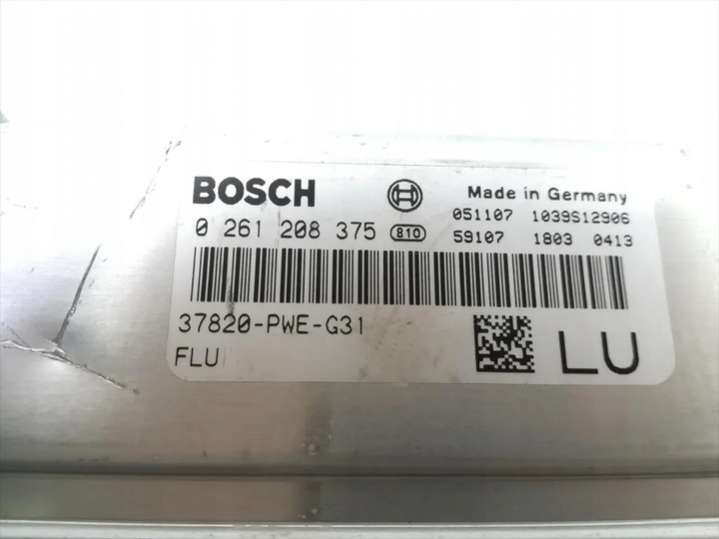 BOSCH
Made in Germany
0 261 208 375 810
051107 1039S12906
59107 1803 0413
37820-PWE-G31
FLU
LU